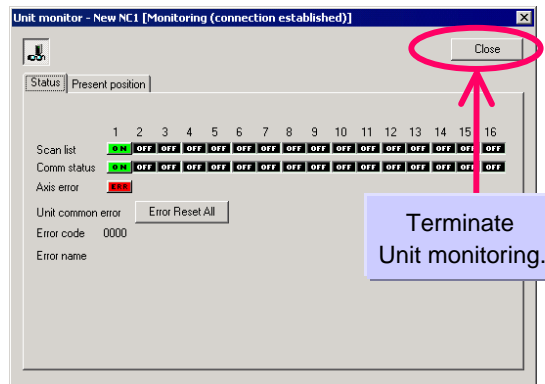 Unit monitor - New NC1 [Monitoring (connection established)]
Close
Status Present position
1 2 3 4 5 6 7 8 9 10 11 12 13 14 15 16
Scan list ON OFF OFF OFF OFF OFF OFF OFF OFF OFF OFF OFF OFF OFF OFF OFF
Comm status ON OFF OFF OFF OFF OFF OFF OFF OFF OFF OFF OFF OFF OFF OFF OFF
Axis error ERR
Unit common error Error Reset All
Error code 0000
Error name
Terminate
Unit monitoring.